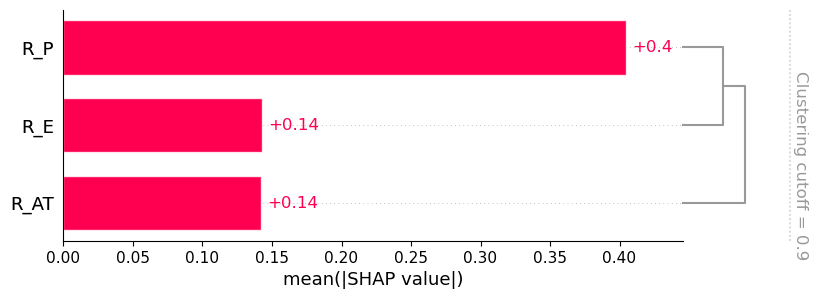 R_P
+0.4
R_E
+0.14
R_AT
+0.14
0.00 0.05 0.10 0.15 0.20 0.25 0.30 0.35 0.40
mean(|SHAP value|)
Clustering cutoff = 0.9